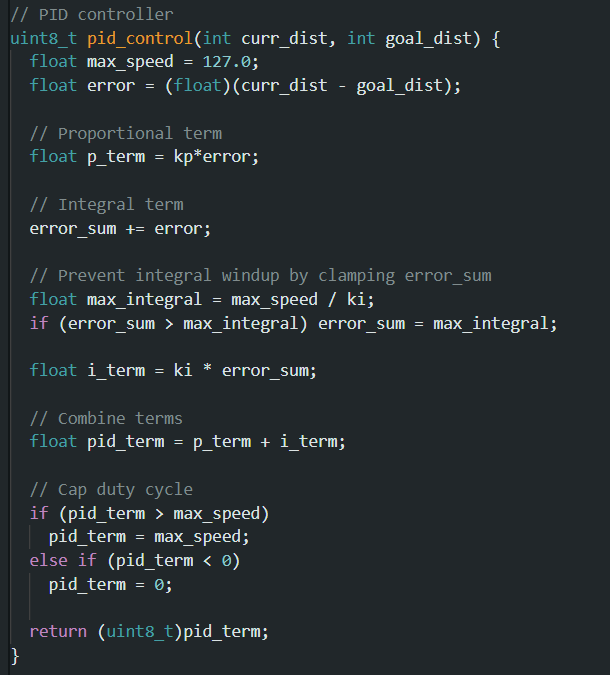 // PID controller
uint8_t pid_control(int curr_dist, int goal_dist) {
  float max_speed = 127.0;
  float error = (float)(curr_dist - goal_dist);

  // Proportional term
  float p_term = kp*error;

  // Integral term
  error_sum += error;

  // Prevent integral windup by clamping error_sum
  float max_integral = max_speed / ki;
  if (error_sum > max_integral) error_sum = max_integral;

  float i_term = ki * error_sum;

  // Combine terms
  float pid_term = p_term + i_term;

  // Cap duty cycle
  if (pid_term > max_speed)
    pid_term = max_speed;
  else if (pid_term < 0)
    pid_term = 0;

  return (uint8_t)pid_term;
}